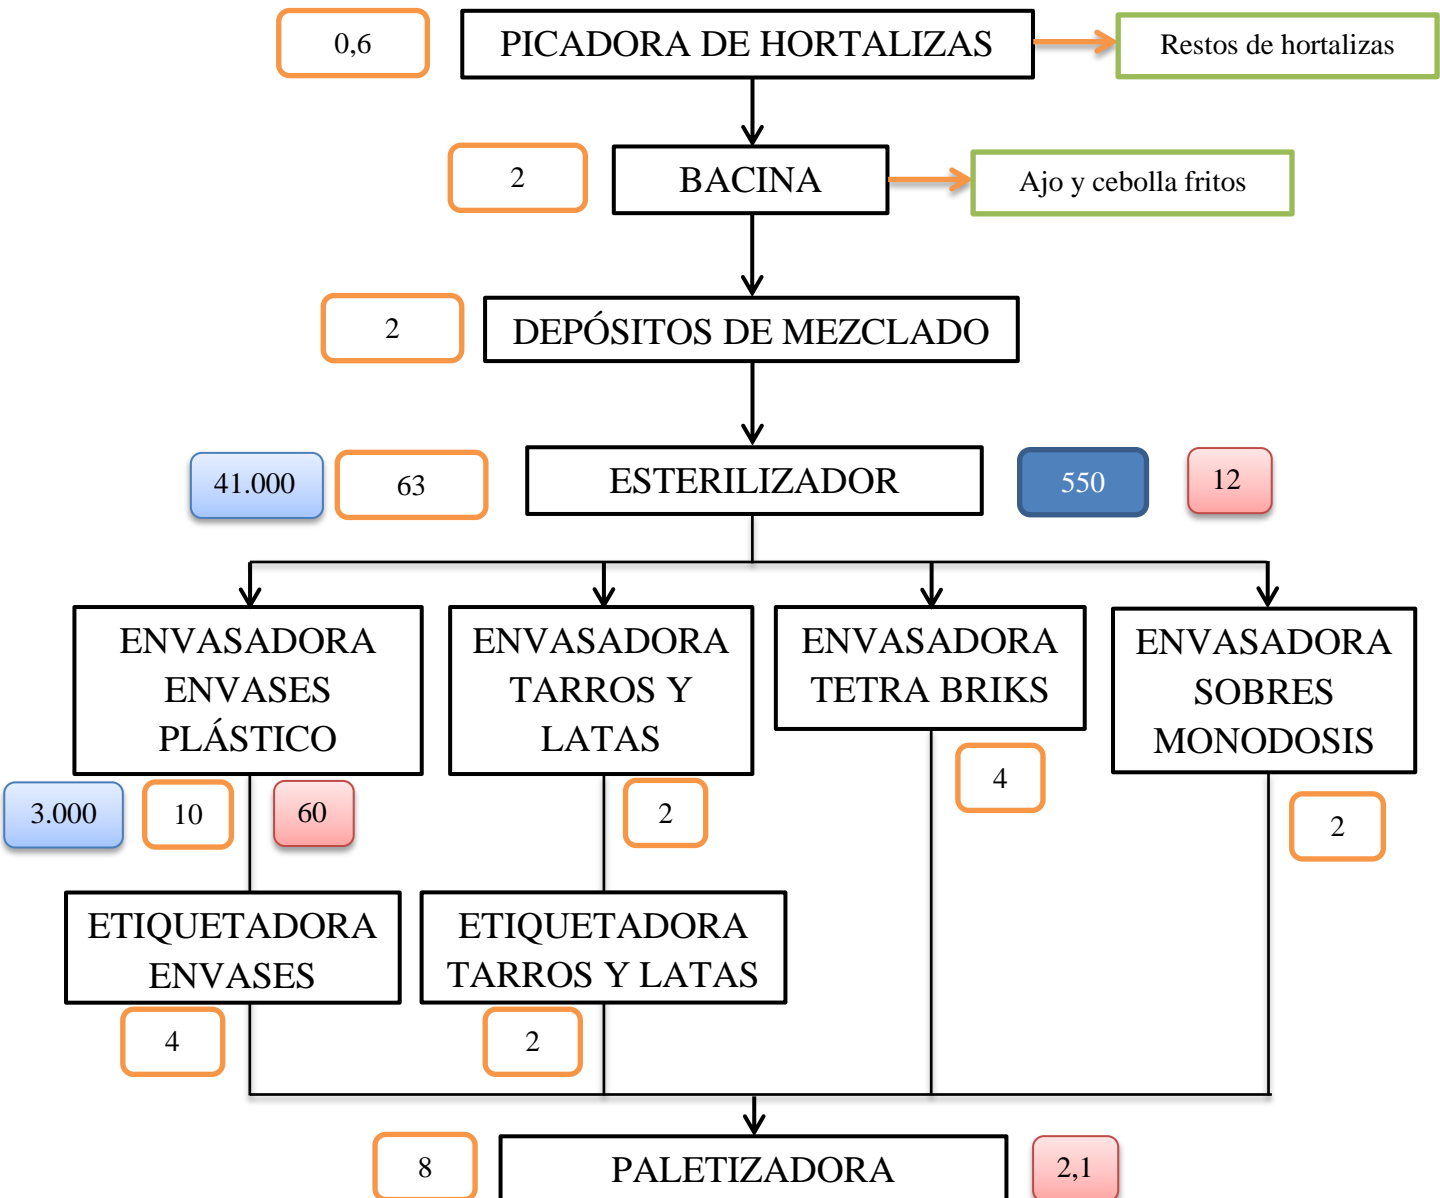 0,6
PICADORA DE HORTALIZAS
Restos de hortalizas
2
BACINA
Ajo y cebolla fritos
2
DEPÓSITOS DE MEZCLADO
41.000
63
ESTERILIZADOR
550
12
ENVASADORA
ENVASES
PLÁSTICO
ENVASADORA
TARROS Y
LATAS
ENVASADORA
TETRA BRIKS
ENVASADORA
SOBRES
MONODOSIS
3.000
10
60
2
4
2
ETIQUETADORA
ENVASES
ETIQUETADORA
TARROS Y LATAS
4
2
8
PALETIZADORA
2,1